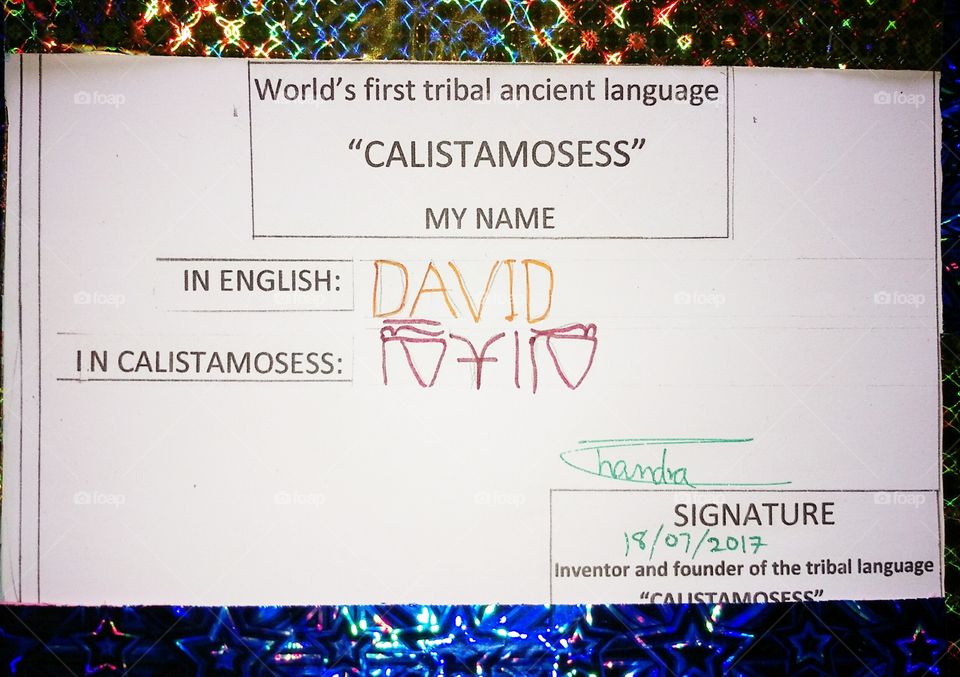 World's first tribal ancient language
"CALISTAMOSESS"
MY NAME
IN ENGLISH: DAVID
IN CALISTAMOSESS:
Chandra
SIGNATURE
18/07/2017
Inventor and founder of the tribal language
"CALISTAMOSESS"